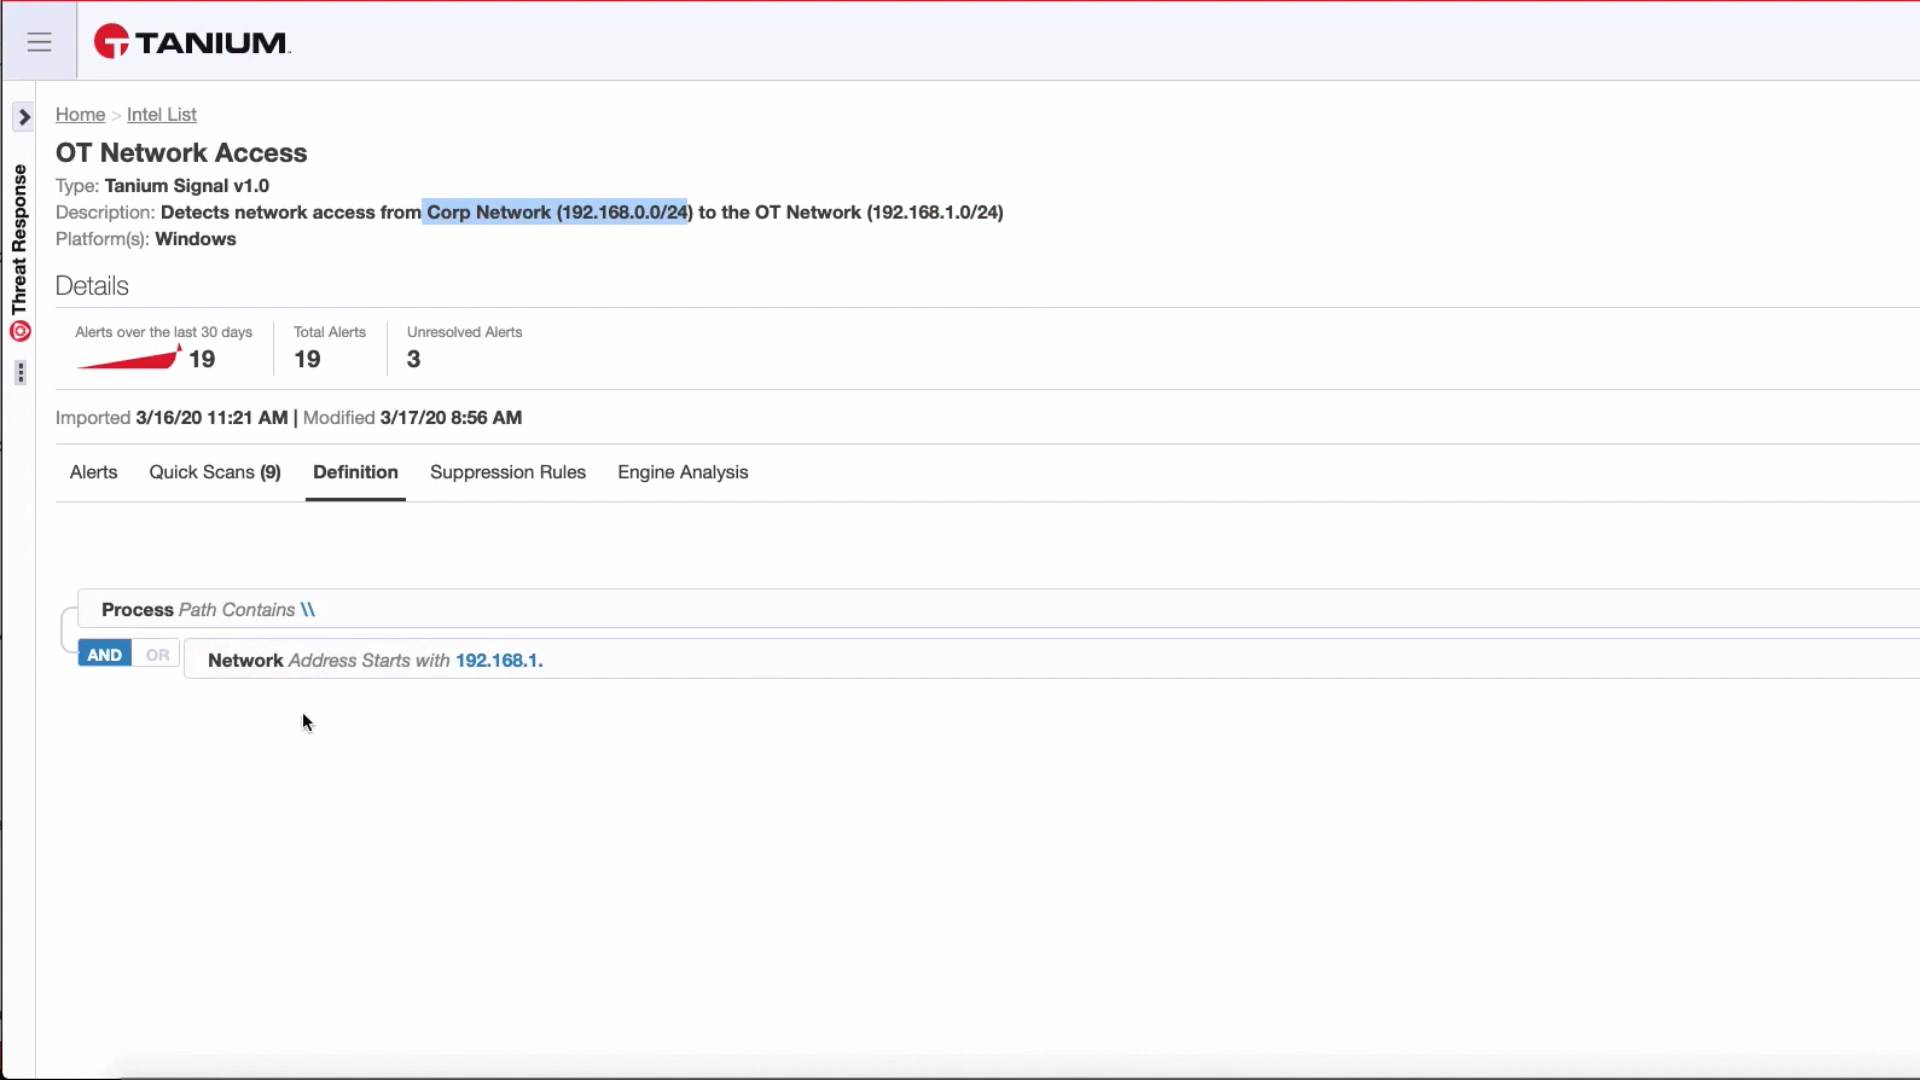 TANIUM
Home > Intel List
OT Network Access
Type: Tanium Signal v1.0
Description: Detects network access from Corp Network (192.168.0.0/24) to the OT Network (192.168.1.0/24)
Platform(s): Windows
Threat Response
Details
Alerts over the last 30 days
19
Total Alerts
19
Unresolved Alerts
3
Imported 3/16/20 11:21 AM | Modified 3/17/20 8:56 AM
Alerts Quick Scans (9) Definition Suppression Rules Engine Analysis
Process Path Contains \\
AND OR
Network Address Starts with 192.168.1.